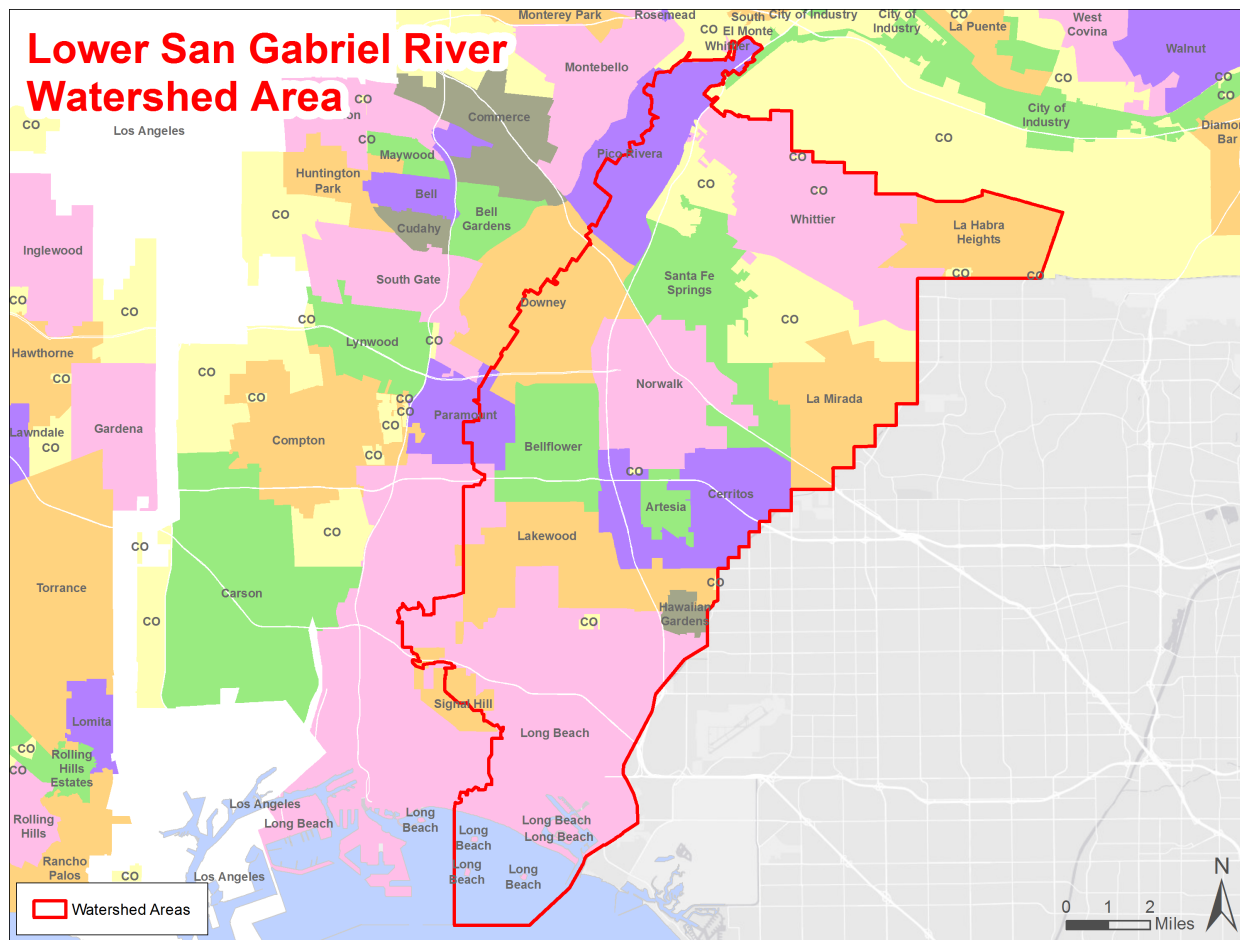 Lower San Gabriel River
Watershed Area
Monterey Park
Rosemead
South
El Monte
City of Industry
City of
Industry
CO
La Puente
West
Covina
Walnut
CO
Whittier
Montebello
CO
CO
CO
CO
Los Angeles
Commerce
City of
Industry
Diamon
Bar
CO
CO
Maywood
Pico Rivera
CO
Huntington
Park
Bell
CO
CO
CO
Bell
Gardens
Whittier
La Habra
Heights
Cudahy
Inglewood
South Gate
Santa Fe
Springs
CO
CO
CO
CO
Downey
CO
CO
Lynwood
CO
Hawthorne
CO
CO
Norwalk
CO
CO
CO
La Mirada
Lawndale
CO
Gardena
Compton
CO
CO
Paramount
Bellflower
CO
Cerritos
Artesia
CO
CO
Lakewood
Torrance
Carson
CO
CO
CO
Hawaiian
Gardens
Signal Hill
Lomita
Long Beach
CO
Rolling
Hills
Estates
CO
Rolling
Hills
Los Angeles
Long Beach
Long
Beach
Long
Beach
Long Beach
Long Beach
Rancho
Palos
CO
Los Angeles
Long
Beach
Long
Beach
Watershed Areas
N
0 1 2
Miles